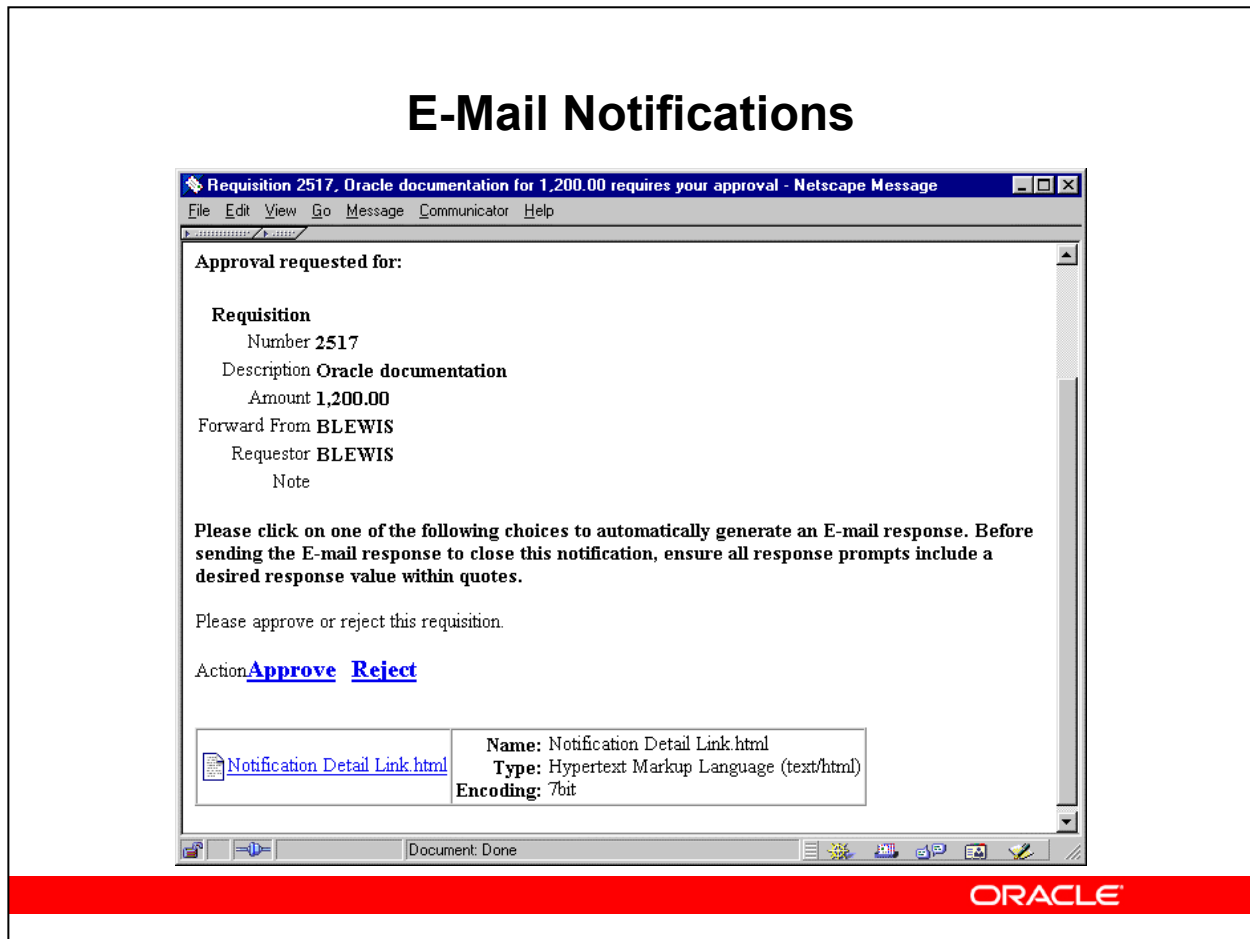 E-Mail Notifications
Requisition 2517, Oracle documentation for 1,200.00 requires your approval - Netscape Message
File Edit View Go Message Communicator Help
Approval requested for:
Requisition
Number 2517
Description Oracle documentation
Amount 1,200.00
Forward From BLEWIS
Requestor BLEWIS
Note
Please click on one of the following choices to automatically generate an E-mail response. Before
sending the E-mail response to close this notification, ensure all response prompts include a
desired response value within quotes.
Please approve or reject this requisition.
Action Approve Reject
Notification Detail Link.html
Name: Notification Detail Link.html
Type: Hypertext Markup Language (text/html)
Encoding: 7bit
Document: Done
ORACLE